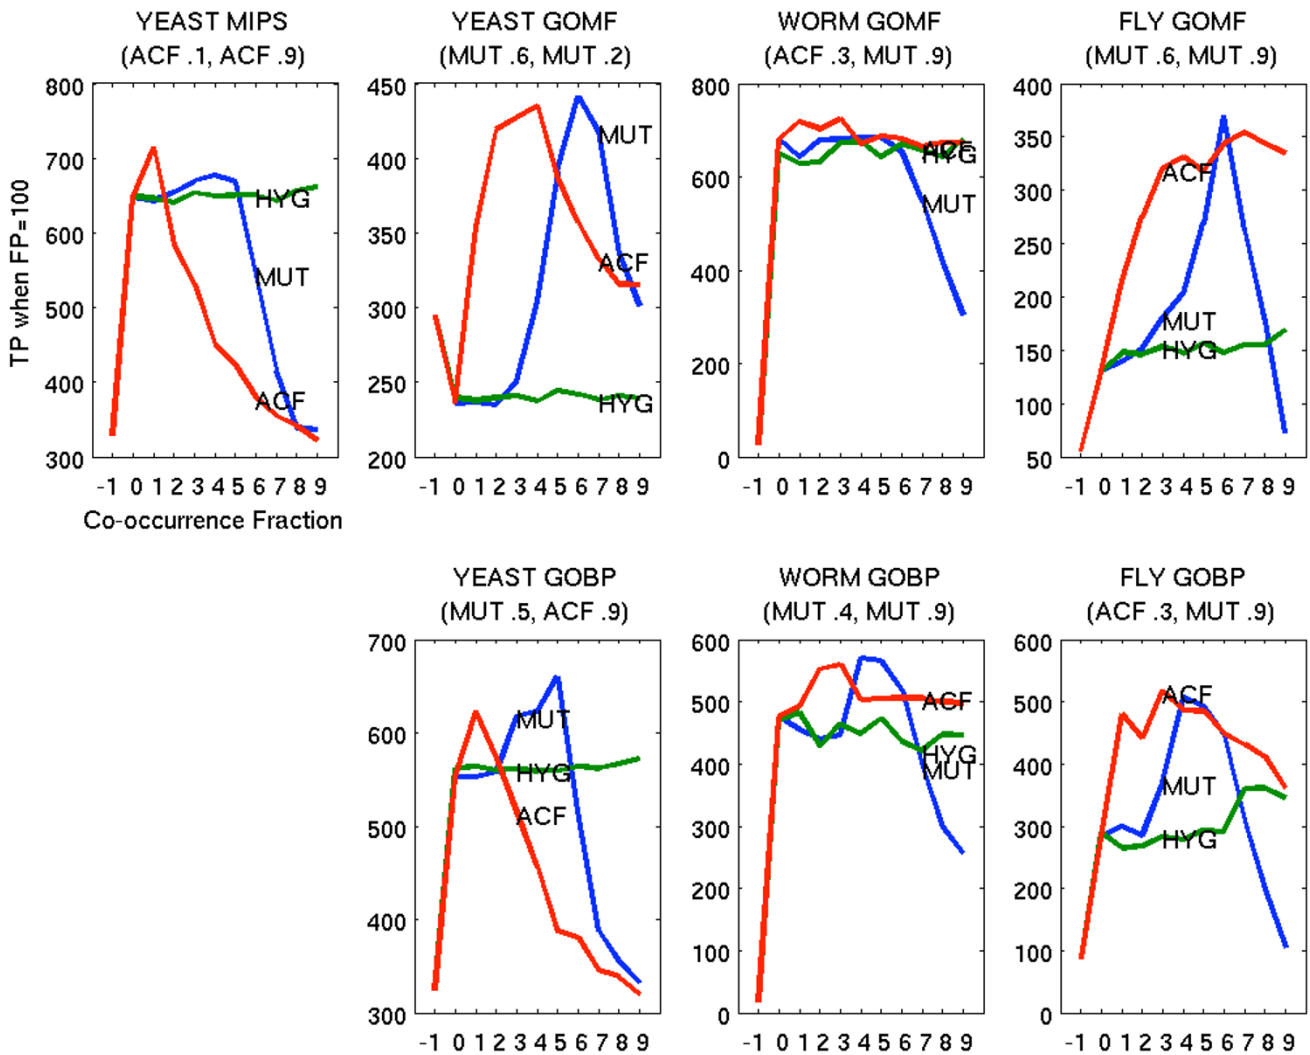 YEAST MIPS
(ACF .1, ACF .9)
800
700
600
500
400
300
TP when FP=100
HYG
MUT
ACF
-1 0 1 2 3 4 5 6 7 8 9
Co-occurrence Fraction
YEAST GOMF
(MUT .6, MUT .2)
450
400
350
300
250
200
MUT
ACF
HYG
-1 0 1 2 3 4 5 6 7 8 9
WORM GOMF
(ACF .3, MUT .9)
800
600
400
200
0
ACF
HYG
MUT
-1 0 1 2 3 4 5 6 7 8 9
FLY GOMF
(MUT .6, MUT .9)
400
350
300
250
200
150
100
50
ACF
MUT
HYG
-1 0 1 2 3 4 5 6 7 8 9
YEAST GOBP
(MUT .5, ACF .9)
700
600
500
400
300
MUT
HYG
ACF
-1 0 1 2 3 4 5 6 7 8 9
WORM GOBP
(MUT .4, MUT .9)
600
500
400
300
200
100
0
ACF
HYG
MUT
-1 0 1 2 3 4 5 6 7 8 9
FLY GOBP
(ACF .3, MUT .9)
600
500
400
300
200
100
0
ACF
MUT
HYG
-1 0 1 2 3 4 5 6 7 8 9